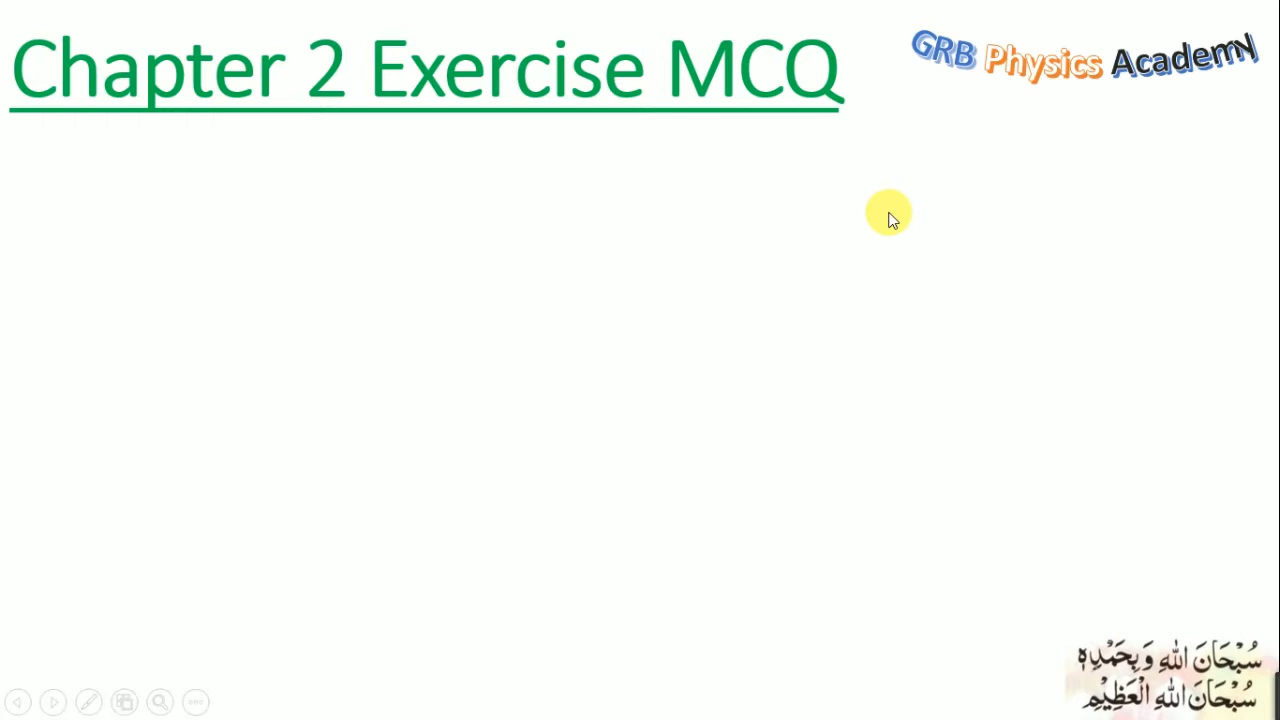 Chapter 2 Exercise MCQ
GRB Physics Academy
سُبْحَانَ اللهِ وَبِحَمْدِهٖ
سُبْحَانَ اللهِ الْعَظِيْمِ